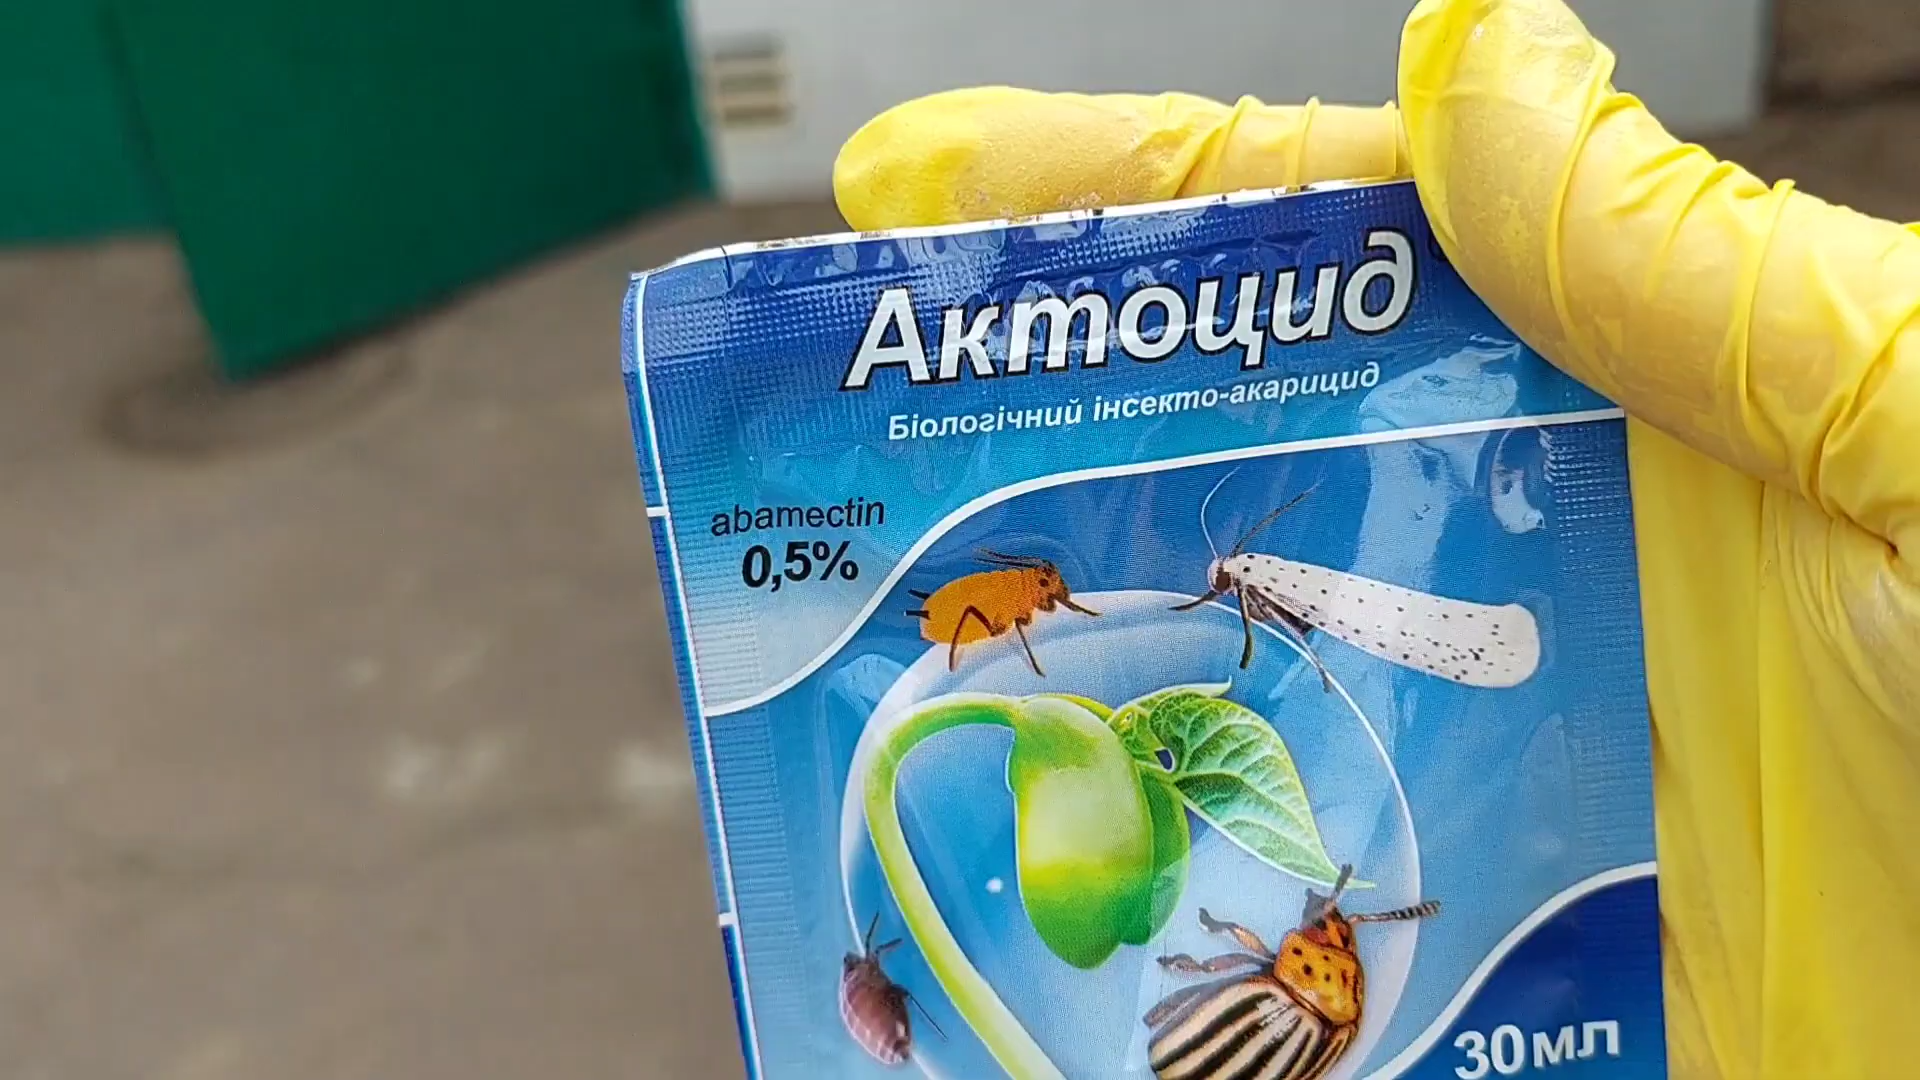 Актоцид
Біологічний інсекто-акарицид
abamectin
0,5%
30мл